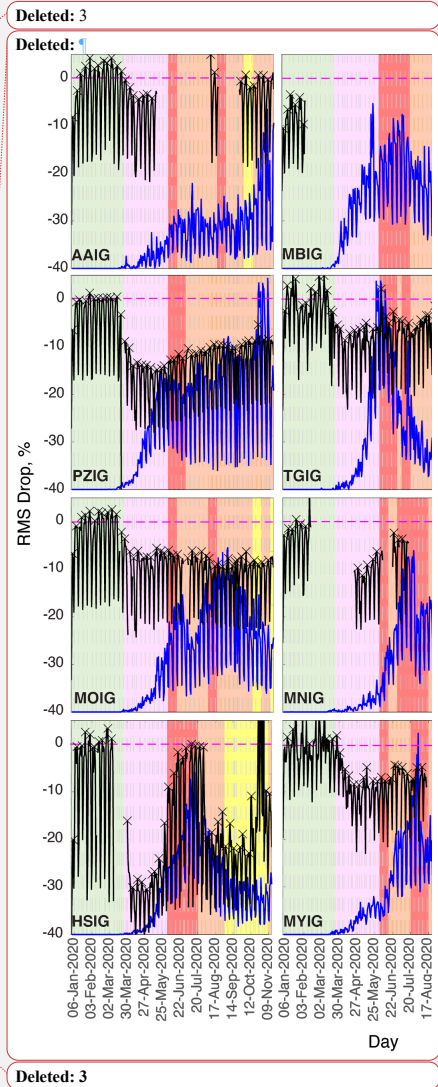 Deleted: 3
Deleted: ¶
0
-10
-20
-30
-40
AAIG
MBIG
0
-10
-20
-30
-40
PZIG
TGIG
RMS Drop, %
0
-10
-20
-30
-40
MOIG
MNIG
0
-10
-20
-30
-40
HSIG
MYIG
06-Jan-2020
03-Feb-2020
02-Mar-2020
30-Mar-2020
27-Apr-2020
25-May-2020
22-Jun-2020
20-Jul-2020
17-Aug-2020
14-Sep-2020
12-Oct-2020
09-Nov-2020
06-Jan-2020
03-Feb-2020
02-Mar-2020
30-Mar-2020
27-Apr-2020
25-May-2020
22-Jun-2020
20-Jul-2020
17-Aug-2020
Day
Deleted: 3